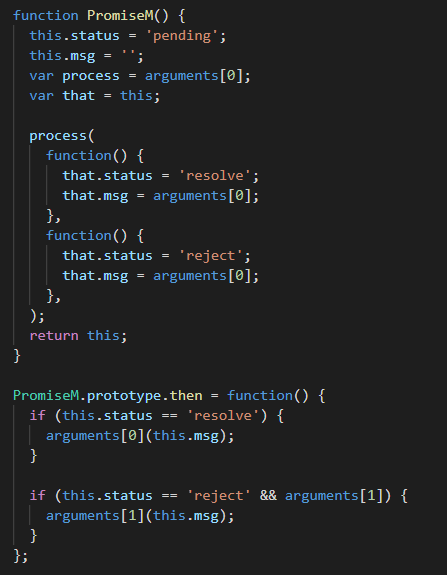 function PromiseM() {
  this.status = 'pending';
  this.msg = '';
  var process = arguments[0];
  var that = this;

  process(
    function() {
      that.status = 'resolve';
      that.msg = arguments[0];
    },
    function() {
      that.status = 'reject';
      that.msg = arguments[0];
    },
  );
  return this;
}

PromiseM.prototype.then = function() {
  if (this.status == 'resolve') {
    arguments[0](this.msg);
  }

  if (this.status == 'reject' && arguments[1]) {
    arguments[1](this.msg);
  }
};